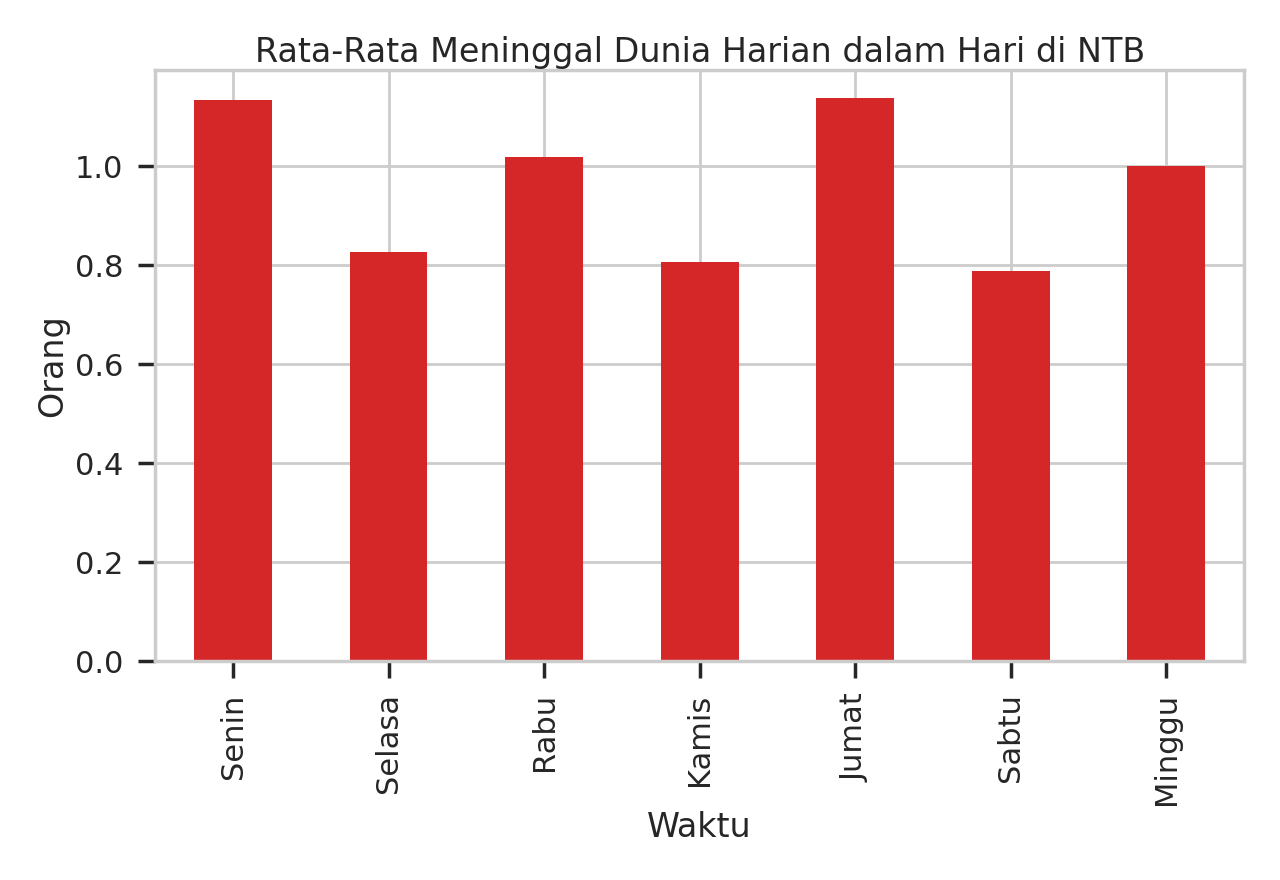 Rata-Rata Meninggal Dunia Harian dalam Hari di NTB
Orang
1.0
0.8
0.6
0.4
0.2
0.0
Senin
Selasa
Rabu
Kamis
Jumat
Sabtu
Minggu
Waktu